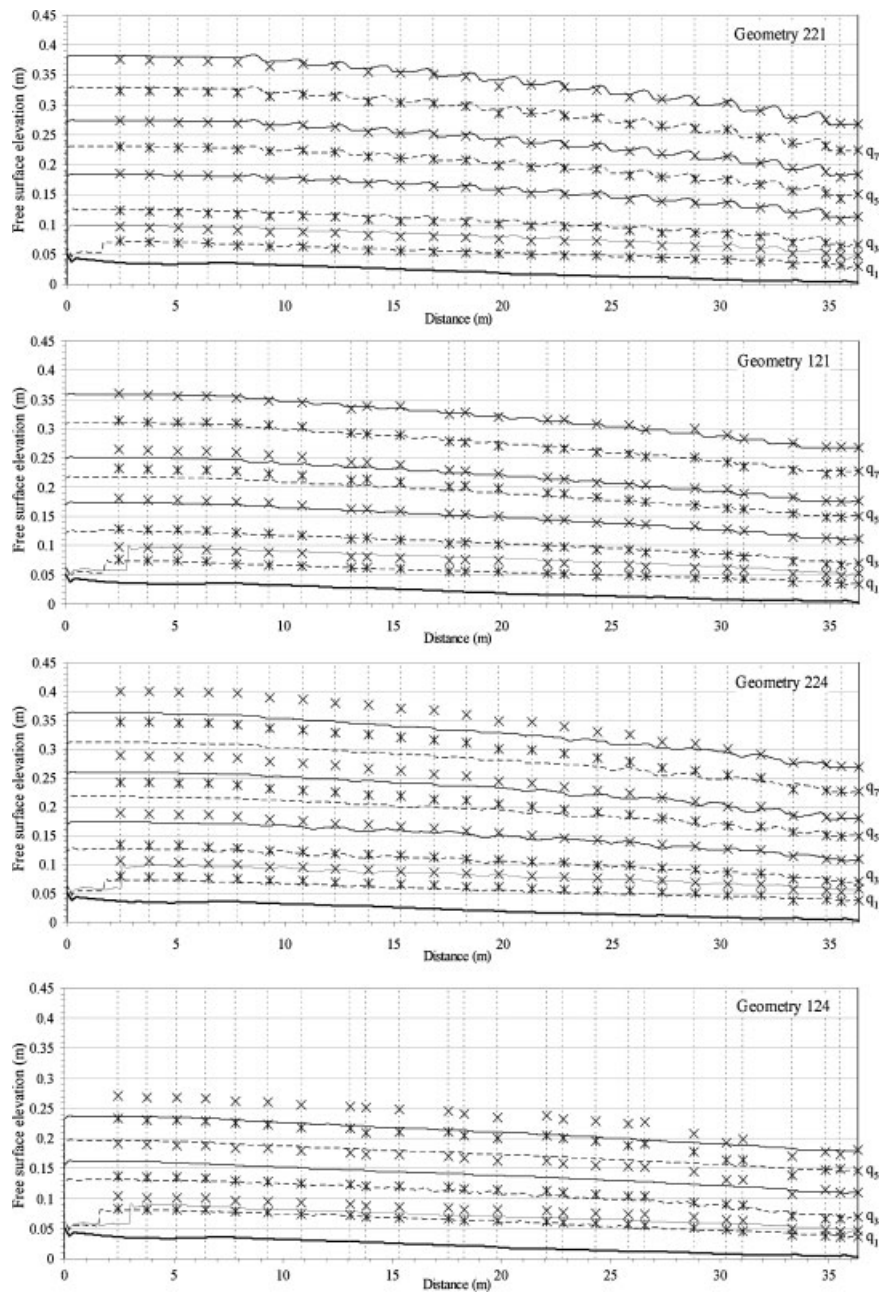 Geometry 221
Free surface elevation (m)
0.45
0.4
0.35
0.3
0.25
0.2
0.15
0.1
0.05
0
q7
q5
q3
q1
0 5 10 15 20 25 30 35
Distance (m)
Geometry 121
Free surface elevation (m)
0.45
0.4
0.35
0.3
0.25
0.2
0.15
0.1
0.05
0
q7
q5
q3
q1
0 5 10 15 20 25 30 35
Distance (m)
Geometry 224
Free surface elevation (m)
0.45
0.4
0.35
0.3
0.25
0.2
0.15
0.1
0.05
0
q7
q5
q3
q1
0 5 10 15 20 25 30 35
Distance (m)
Geometry 124
Free surface elevation (m)
0.45
0.4
0.35
0.3
0.25
0.2
0.15
0.1
0.05
0
q5
q3
q1
0 5 10 15 20 25 30 35
Distance (m)